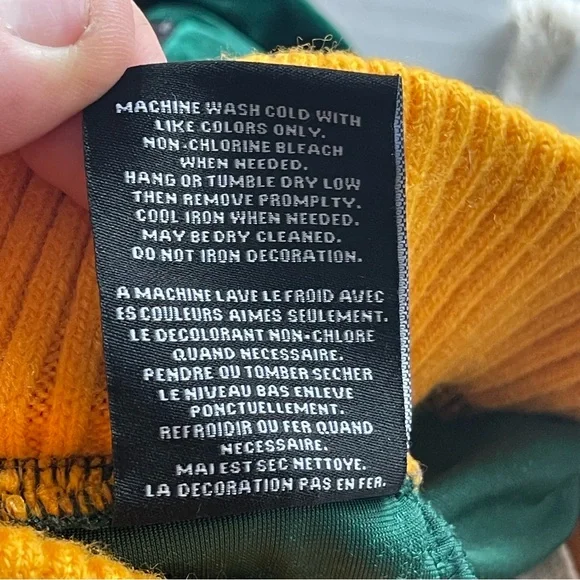 MACHINE WASH COLD WITH
LIKE COLORS ONLY.
NON-CHLORINE BLEACH
WHEN NEEDED.
HANG OR TUMBLE DRY LOW
THEN REMOVE PROMPTLY.
COOL IRON WHEN NEEDED.
MAY BE DRY CLEANED.
DO NOT IRON DECORATION.
A MACHINE LAVE LE FROID AVEC
ES COULEURS AIMES SEULEMENT.
LE DECOLORANT NON-CHLORE
QUAND NECESSAIRE.
PENDRE OU TOMBER SECHER
LE NIVEAU BAS ENLEVE
PONCTUELLEMENT.
REFROIDIR OU FER QUAND
NECESSAIRE.
MAI EST SEC NETTOYE.
LA DECORATION PAS EN FER.